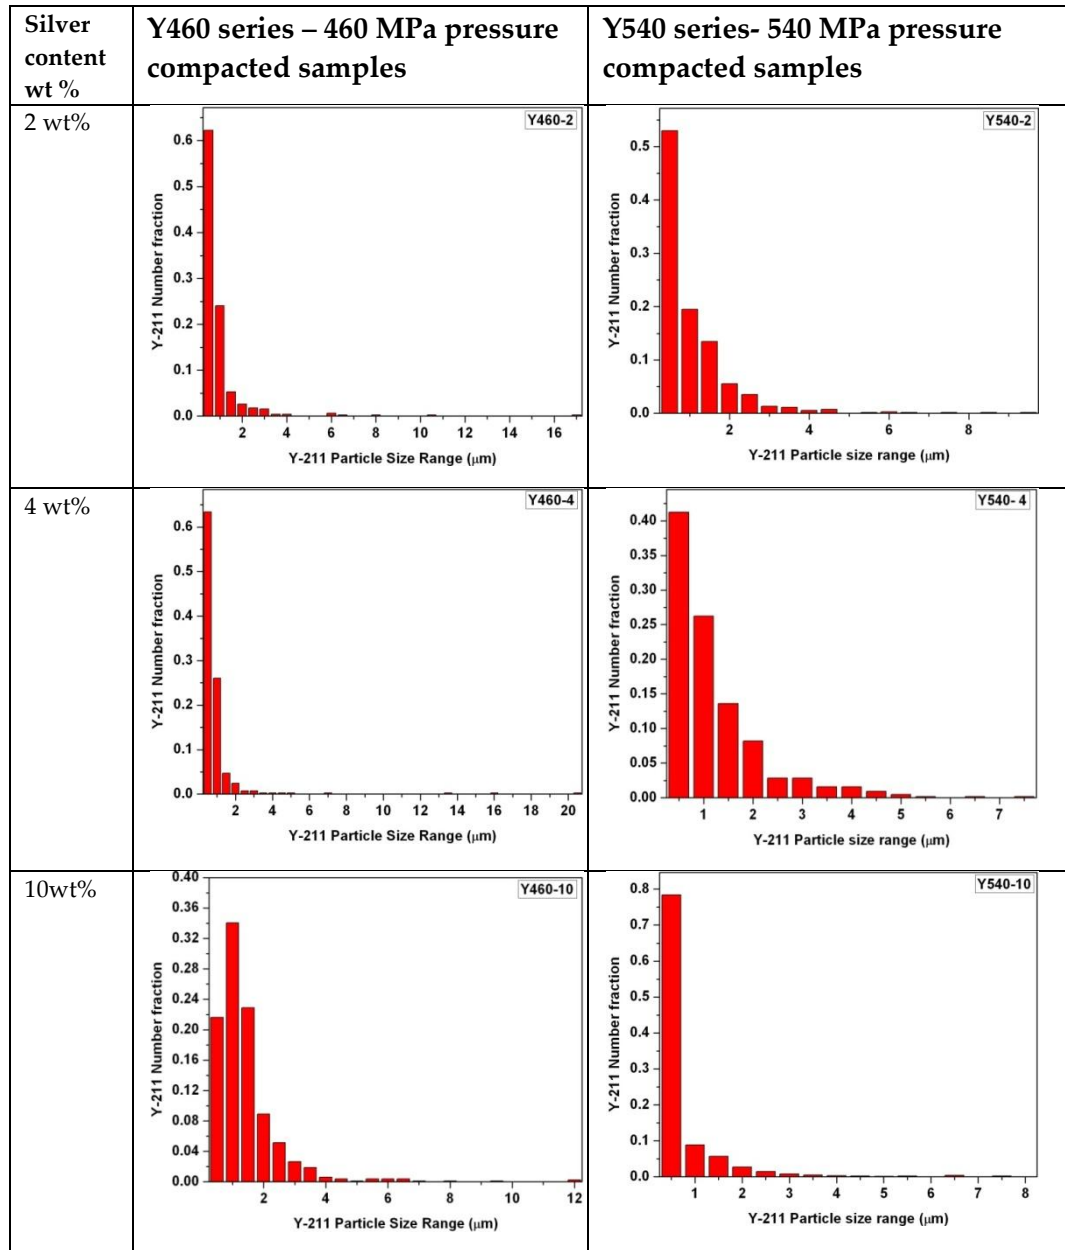 Silver
content
wt %
Y460 series – 460 MPa pressure
compacted samples
Y540 series- 540 MPa pressure
compacted samples
2 wt%
Y460-2
0.6
0.5
0.4
0.3
0.2
0.1
0.0
2 4 6 8 10 12 14 16
Y-211 Number fraction
Y-211 Particle Size Range (μm)
Y540-2
0.5
0.4
0.3
0.2
0.1
0.0
2 4 6 8
Y-211 Number fraction
Y-211 Particle size range (μm)
4 wt%
Y460-4
0.6
0.5
0.4
0.3
0.2
0.1
0.0
2 4 6 8 10 12 14 16 18 20
Y-211 Number fraction
Y-211 Particle Size Range (μm)
Y540- 4
0.40
0.35
0.30
0.25
0.20
0.15
0.10
0.05
0.00
1 2 3 4 5 6 7
Y-211 Number fraction
Y-211 Particle size range (μm)
10wt%
Y460-10
0.40
0.36
0.32
0.28
0.24
0.20
0.16
0.12
0.08
0.04
0.00
2 4 6 8 10 12
Y-211 Number fraction
Y-211 Particle Size Range (μm)
Y540-10
0.8
0.7
0.6
0.5
0.4
0.3
0.2
0.1
0.0
1 2 3 4 5 6 7 8
Y-211 Number fraction
Y-211 Particle size range (μm)